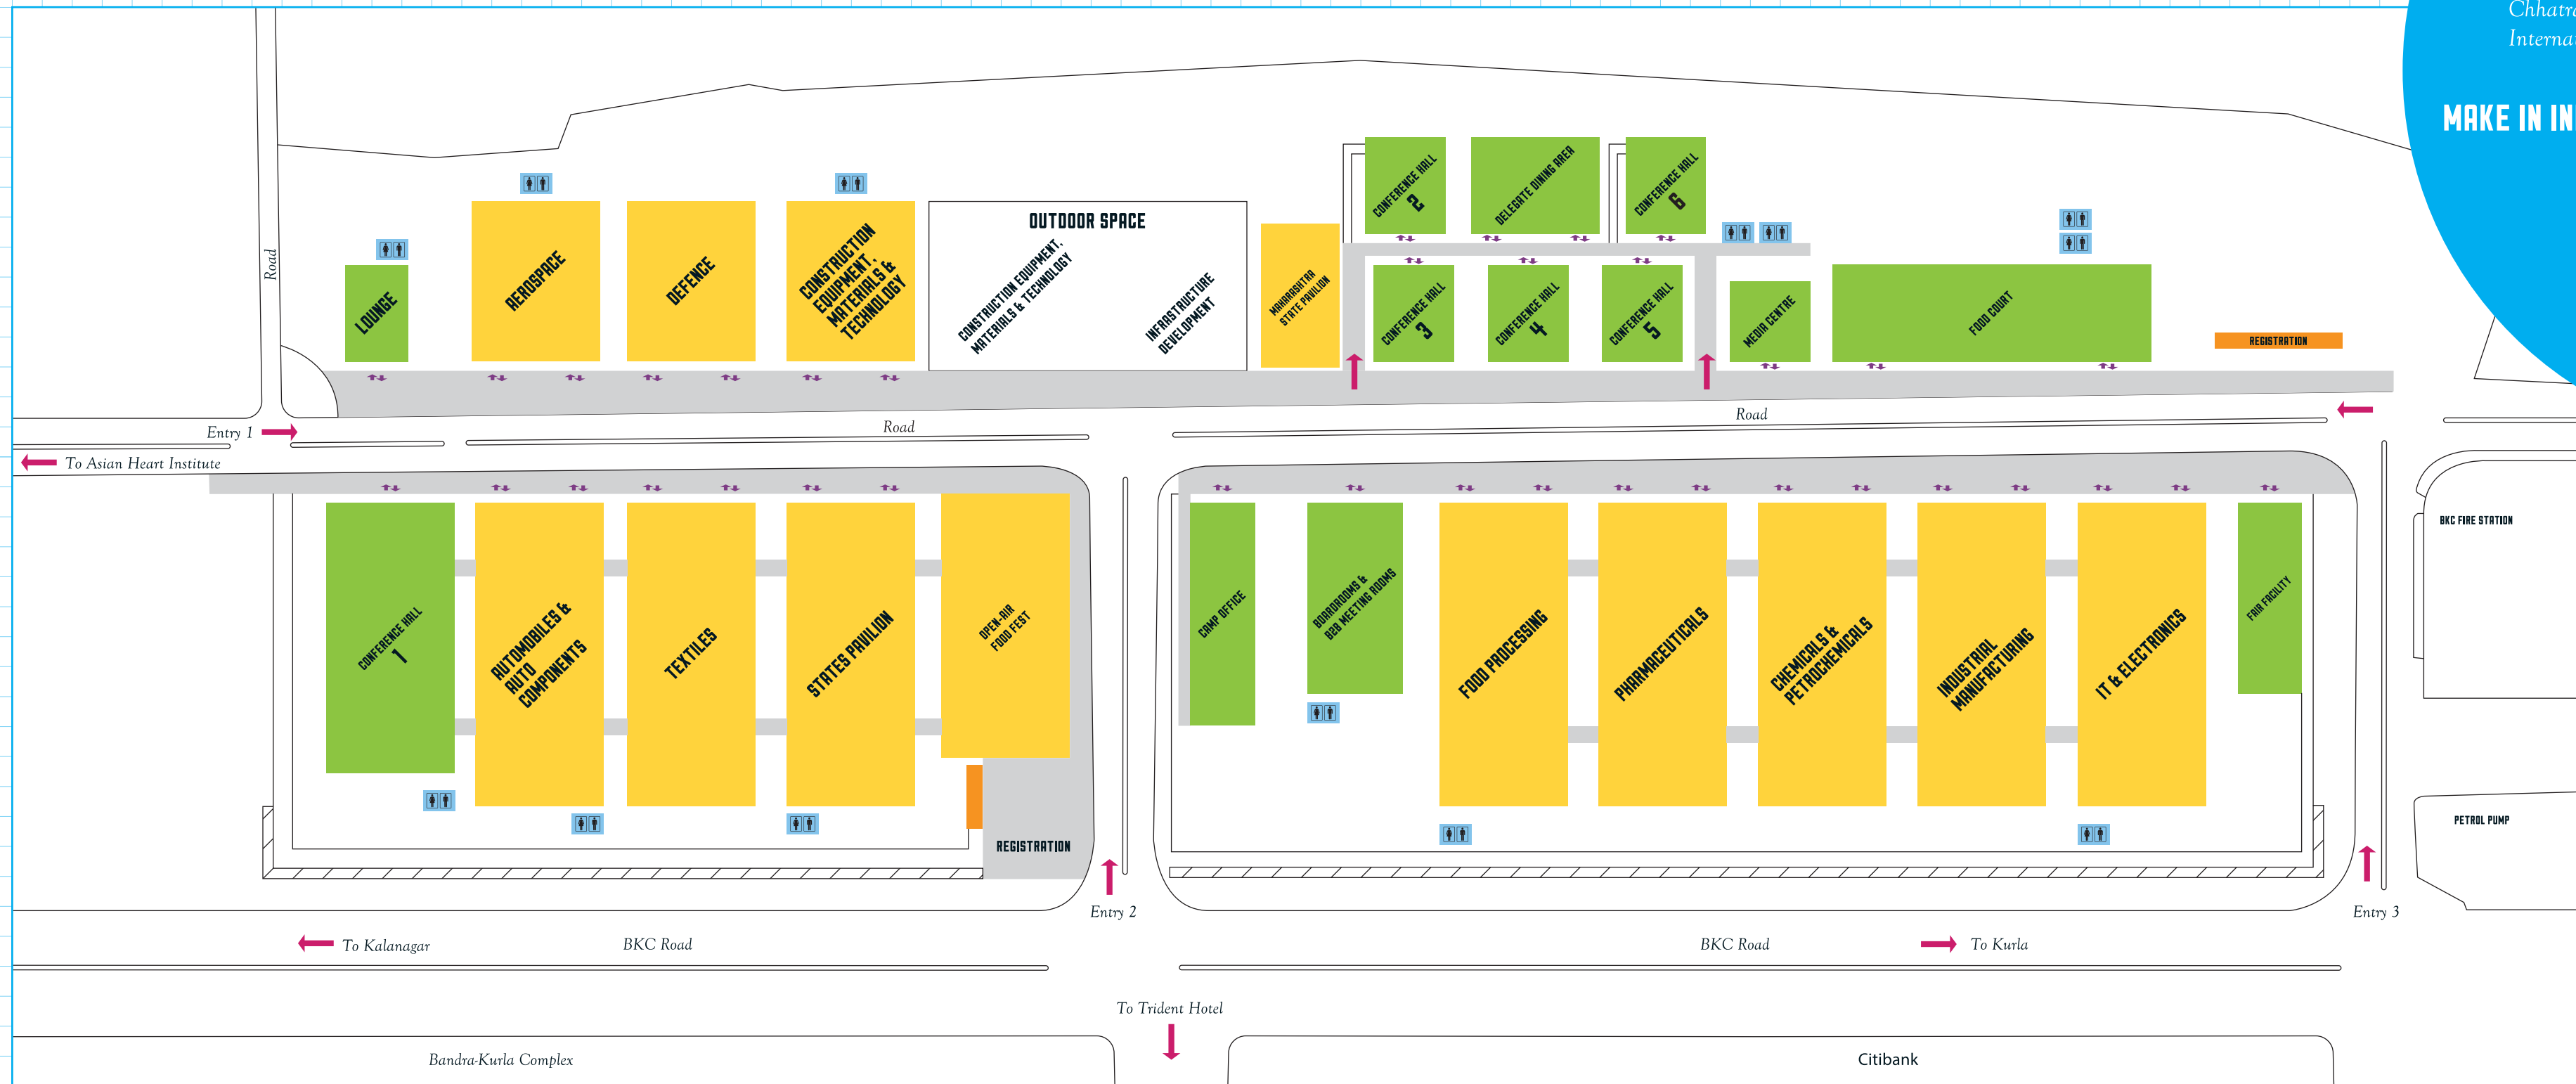 Chhatra
Interna
MAKE IN IN
Road
LOUNGE
AEROSPACE
DEFENCE
CONSTRUCTION
EQUIPMENT,
MATERIALS &
TECHNOLOGY
OUTDOOR SPACE
CONSTRUCTION EQUIPMENT,
MATERIALS & TECHNOLOGY
INFRASTRUCTURE
DEVELOPMENT
MAHARASHTRA
STATE PAVILION
CONFERENCE HALL
2
DELEGATE DINING AREA
CONFERENCE HALL
6
CONFERENCE HALL
3
CONFERENCE HALL
4
CONFERENCE HALL
5
MEDIA CENTRE
FOOD COURT
REGISTRATION
Entry 1
Road
Road
To Asian Heart Institute
CONFERENCE HALL
1
AUTOMOBILES &
AUTO
COMPONENTS
TEXTILES
STATES PAVILION
OPEN-AIR
FOOD FEST
REGISTRATION
CAMP OFFICE
BOARDROOMS &
B2B MEETING ROOMS
FOOD PROCESSING
PHARMACEUTICALS
CHEMICALS &
PETROCHEMICALS
INDUSTRIAL
MANUFACTURING
IT & ELECTRONICS
FAIR FACILITY
BKC FIRE STATION
PETROL PUMP
Entry 2
Entry 3
To Kalanagar
BKC Road
BKC Road
To Kurla
To Trident Hotel
Bandra-Kurla Complex
Citibank